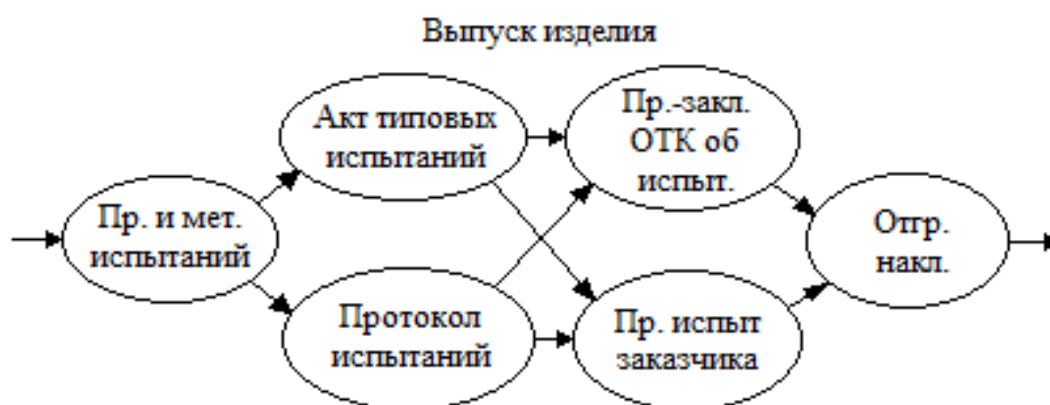 Выпуск изделия
Акт типовых
испытаний
Пр.-закл.
ОТК об
испыт.
Пр. и мет.
испытаний
Отгр.
накл.
Протокол
испытаний
Пр. испыт
заказчика